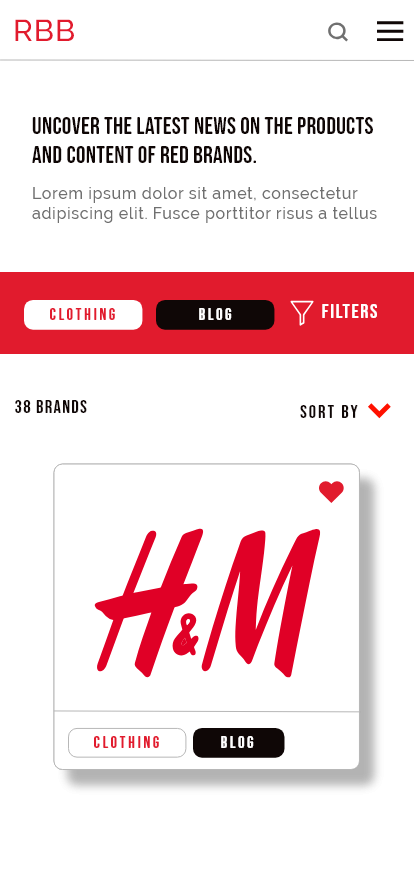 RBB
UNCOVER THE LATEST NEWS ON THE PRODUCTS
AND CONTENT OF RED BRANDS.
Lorem ipsum dolor sit amet, consectetur
adipiscing elit. Fusce porttitor risus a tellus
CLOTHING BLOG FILTERS
38 BRANDS SORT BY
H&M
CLOTHING BLOG